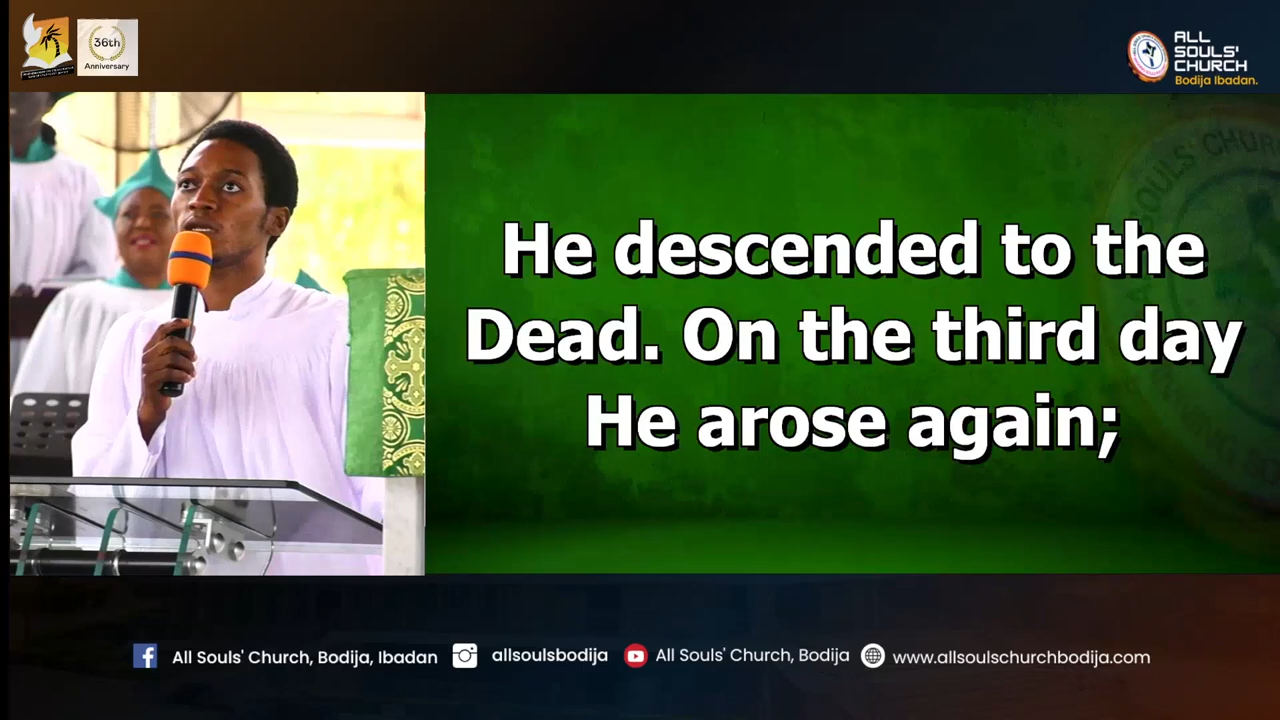 36th
Anniversary
ALL
SOULS'
CHURCH
Bodija Ibadan.
He descended to the
Dead. On the third day
He arose again;
All Souls' Church, Bodija, Ibadan
allsoulsbodija
All Souls' Church, Bodija
www.allsoulschurchbodija.com